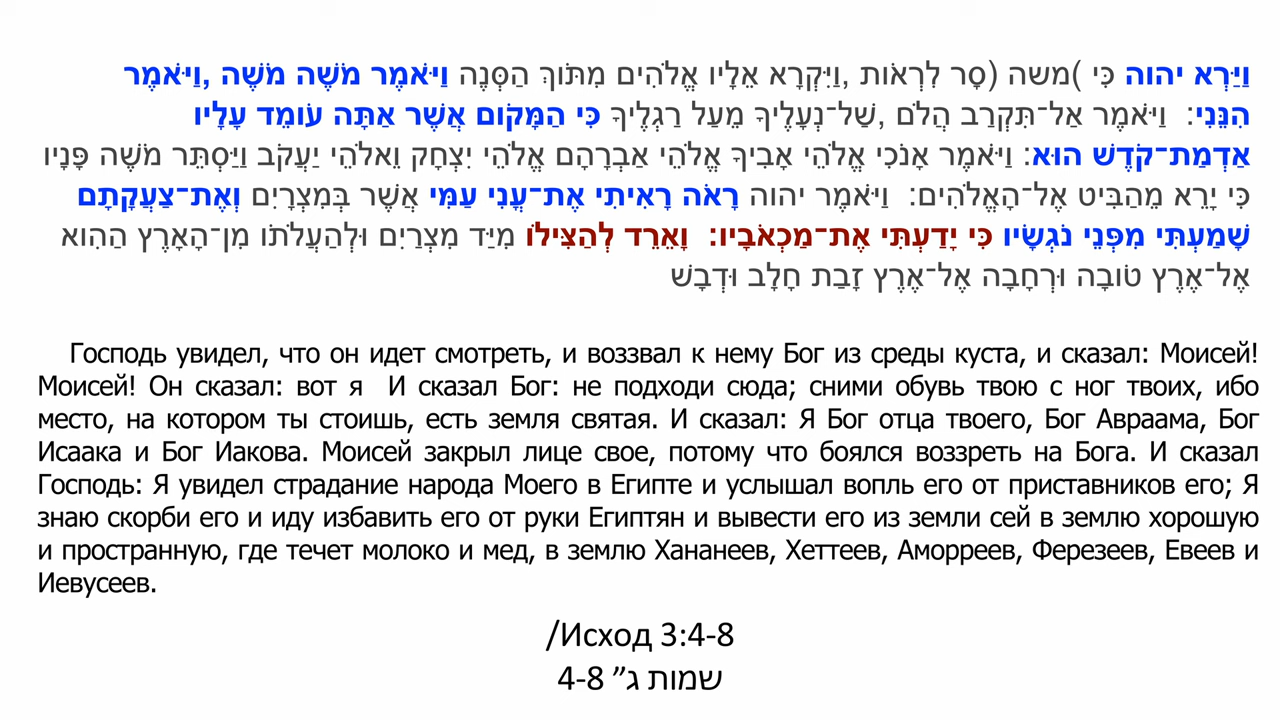 וַיַּרְא יהוה כִּי (משה) סָר לִרְאוֹת, וַיִּקְרָא אֵלָיו אֱלֹהִים מִתּוֹךְ הַסְּנֶה וַיֹּאמֶר מֹשֶׁה מֹשֶׁה, וַיֹּאמֶר
הִנֵּנִי: וַיֹּאמֶר אַל־תִּקְרַב הֲלֹם, שַׁל־נְעָלֶיךָ מֵעַל רַגְלֶיךָ כִּי הַמָּקוֹם אֲשֶׁר אַתָּה עוֹמֵד עָלָיו
אַדְמַת־קֹדֶשׁ הוּא: וַיֹּאמֶר אָנֹכִי אֱלֹהֵי אָבִיךָ אֱלֹהֵי אַבְרָהָם אֱלֹהֵי יִצְחָק וֵאלֹהֵי יַעֲקֹב וַיַּסְתֵּר מֹשֶׁה פָּנָיו
כִּי יָרֵא מֵהַבִּיט אֶל־הָאֱלֹהִים: וַיֹּאמֶר יהוה רָאֹה רָאִיתִי אֶת־עֳנִי עַמִּי אֲשֶׁר בְּמִצְרָיִם וְאֶת־צַעֲקָתָם
שָׁמַעְתִּי מִפְּנֵי נֹגְשָׂיו כִּי יָדַעְתִּי אֶת־מַכְאֹבָיו: וָאֵרֵד לְהַצִּילוֹ מִיַּד מִצְרַיִם וּלְהַעֲלֹתוֹ מִן־הָאָרֶץ הַהִוא
אֶל־אֶרֶץ טוֹבָה וּרְחָבָה אֶל־אֶרֶץ זָבַת חָלָב וּדְבָשׁ
Господь увидел, что он идет смотреть, и воззвал к нему Бог из среды куста, и сказал: Моисей!
Моисей! Он сказал: вот я И сказал Бог: не подходи сюда; сними обувь твою с ног твоих, ибо
место, на котором ты стоишь, есть земля святая. И сказал: Я Бог отца твоего, Бог Авраама, Бог
Исаака и Бог Иакова. Моисей закрыл лице свое, потому что боялся воззреть на Бога. И сказал
Господь: Я увидел страдание народа Моего в Египте и услышал вопль его от приставников его; Я
знаю скорби его и иду избавить его от руки Египтян и вывести его из земли сей в землю хорошую
и пространную, где течет молоко и мед, в землю Хананеев, Хеттеев, Аморреев, Ферезеев, Евеев и
Иевусеев.
/Исход 3:4-8
שמות ג” 4-8